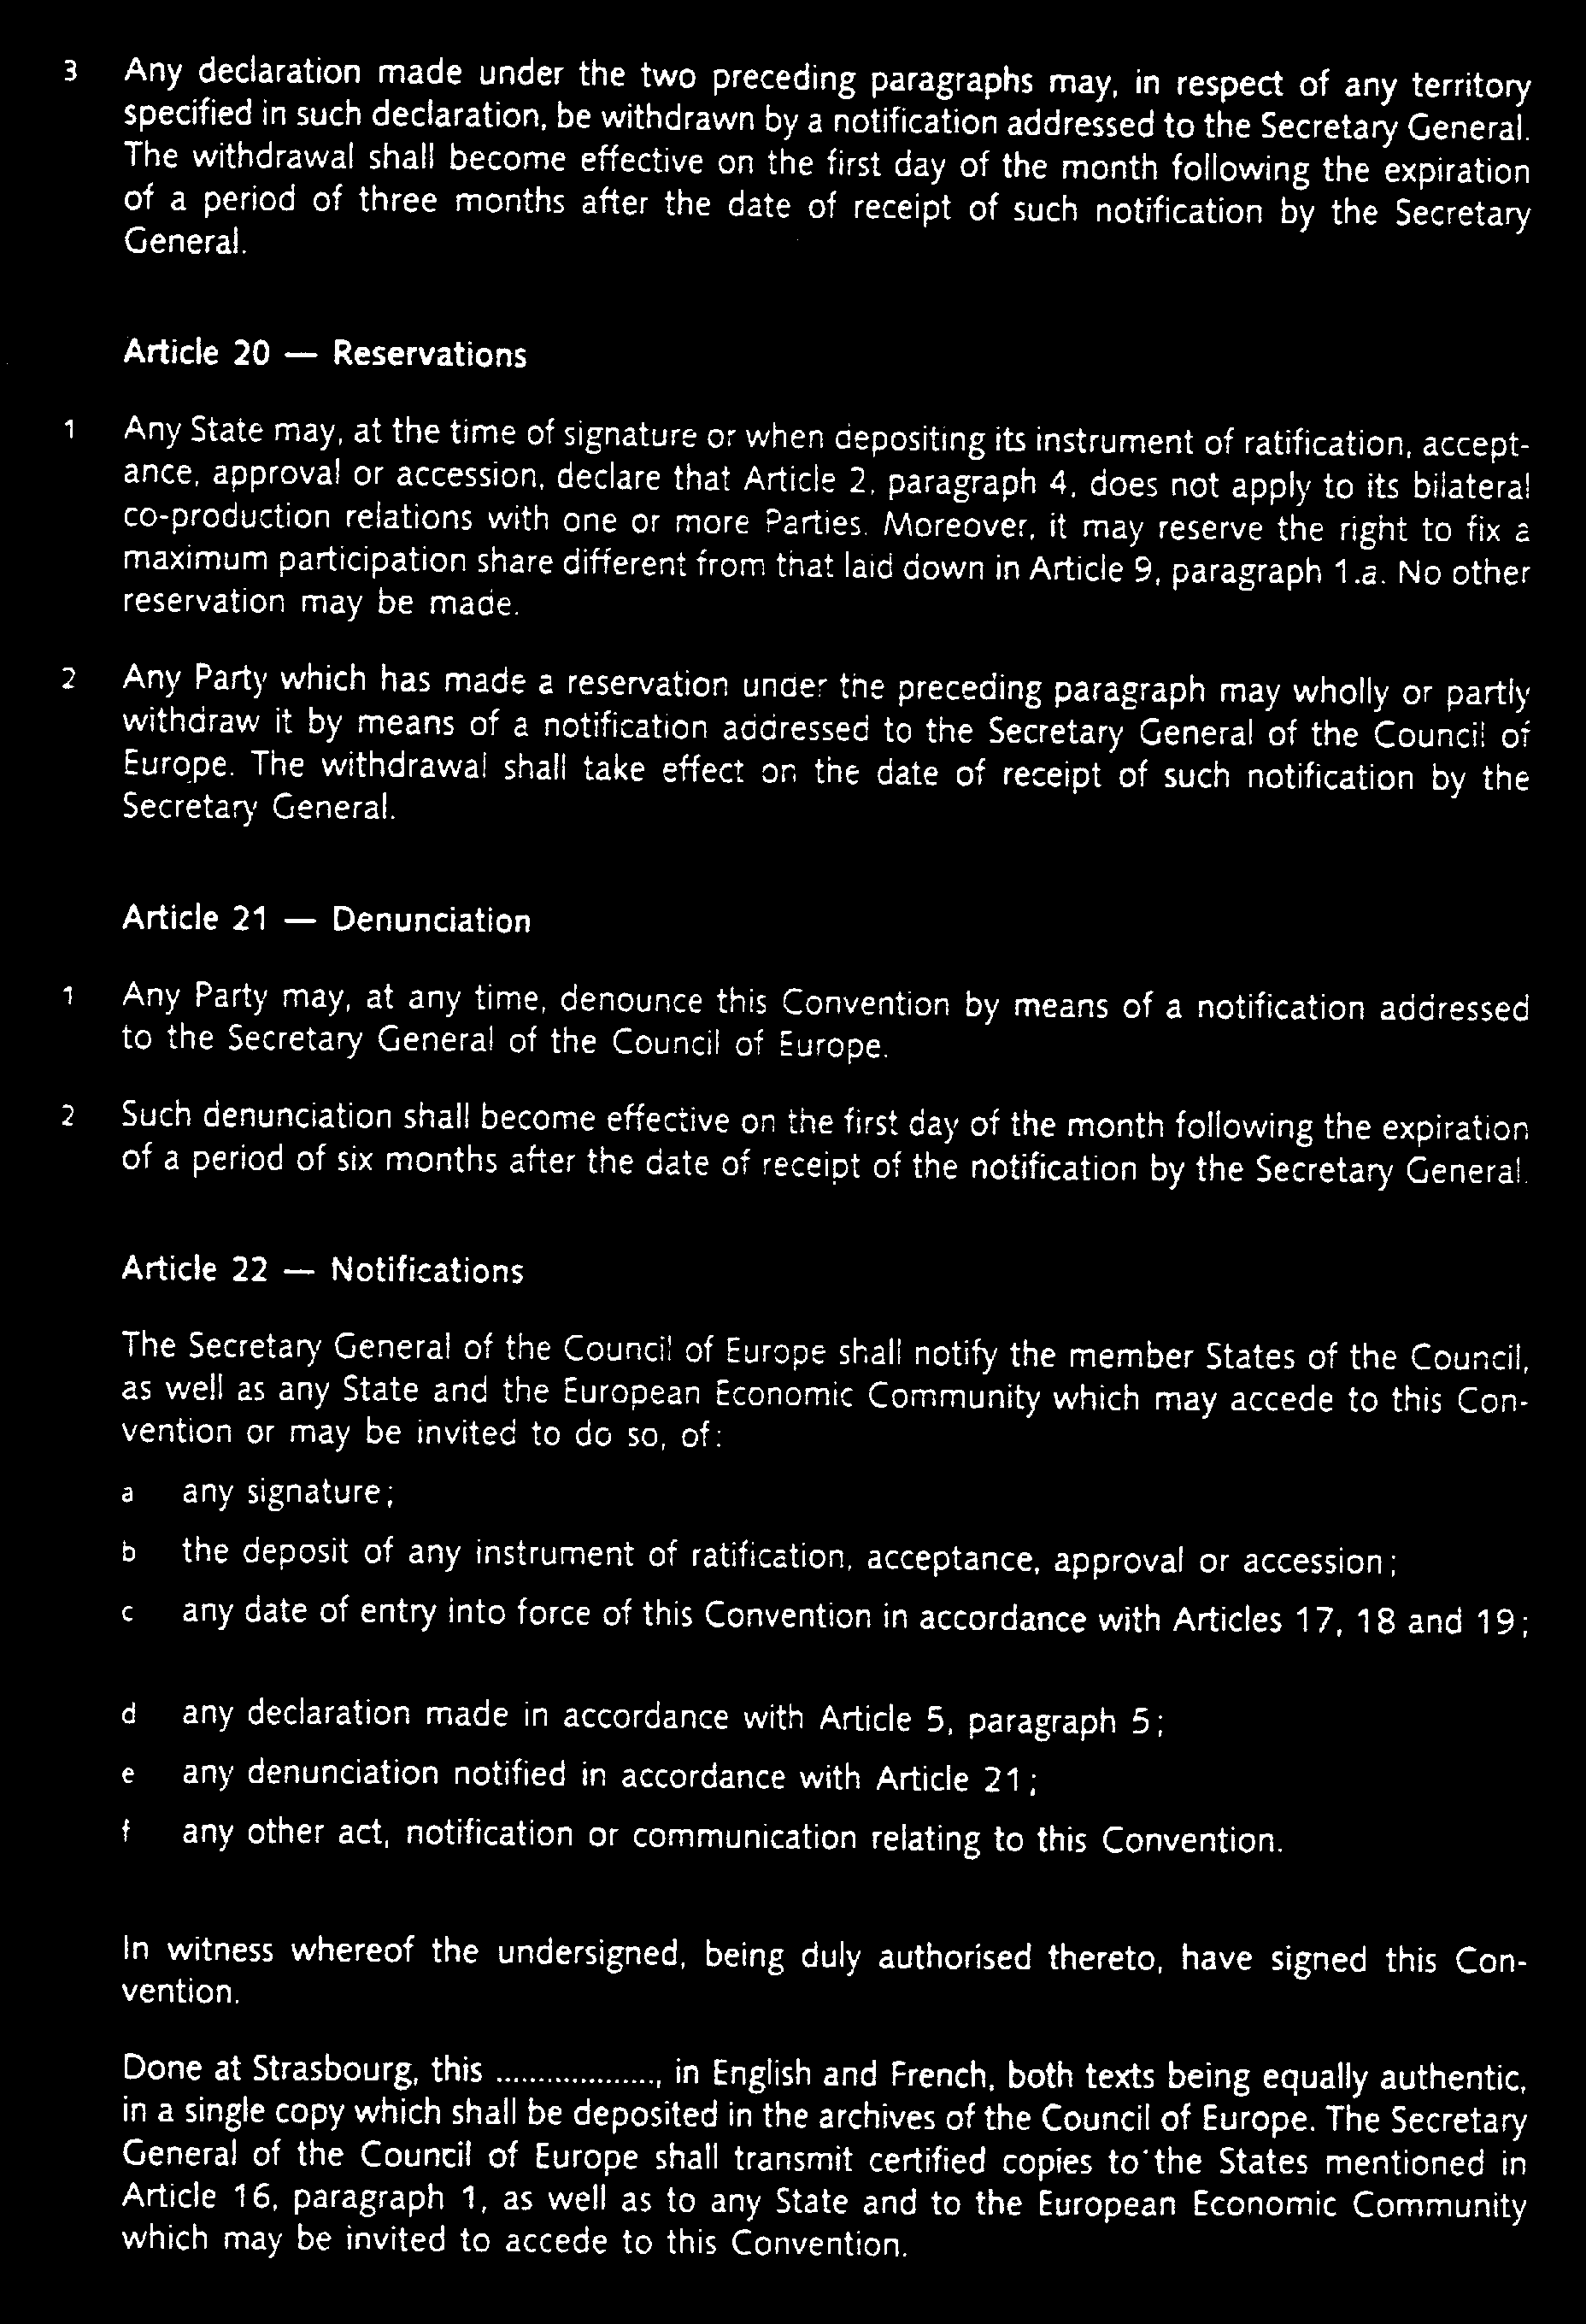 3 Any declaration made under the two preceding paragraphs may, in respect of any territory
specified in such declaration, be withdrawn by a notification addressed to the Secretary General.
The withdrawal shall become effective on the first day of the month following the expiration
of a period of three months after the date of receipt of such notification by the Secretary
General.
Article 20 — Reservations
1 Any State may, at the time of signature or when depositing its instrument of ratification, accept-
ance, approval or accession, declare that Article 2, paragraph 4, does not apply to its bilateral
co-production relations with one or more Parties. Moreover, it may reserve the right to fix a
maximum participation share different from that laid down in Article 9, paragraph 1.a. No other
reservation may be made.
2 Any Party which has made a reservation under the preceding paragraph may wholly or partly
withdraw it by means of a notification addressed to the Secretary General of the Council of
Europe. The withdrawal shall take effect on the date of receipt of such notification by the
Secretary General.
Article 21 — Denunciation
1 Any Party may, at any time, denounce this Convention by means of a notification addressed
to the Secretary General of the Council of Europe.
2 Such denunciation shall become effective on the first day of the month following the expiration
of a period of six months after the date of receipt of the notification by the Secretary General.
Article 22 — Notifications
The Secretary General of the Council of Europe shall notify the member States of the Council,
as well as any State and the European Economic Community which may accede to this Con-
vention or may be invited to do so, of:
a any signature;
b the deposit of any instrument of ratification, acceptance, approval or accession;
c any date of entry into force of this Convention in accordance with Articles 17, 18 and 19;
d any declaration made in accordance with Article 5, paragraph 5;
e any denunciation notified in accordance with Article 21;
f any other act, notification or communication relating to this Convention.
In witness whereof the undersigned, being duly authorised thereto, have signed this Con-
vention.
Done at Strasbourg, this ..................., in English and French, both texts being equally authentic,
in a single copy which shall be deposited in the archives of the Council of Europe. The Secretary
General of the Council of Europe shall transmit certified copies to the States mentioned in
Article 16, paragraph 1, as well as to any State and to the European Economic Community
which may be invited to accede to this Convention.